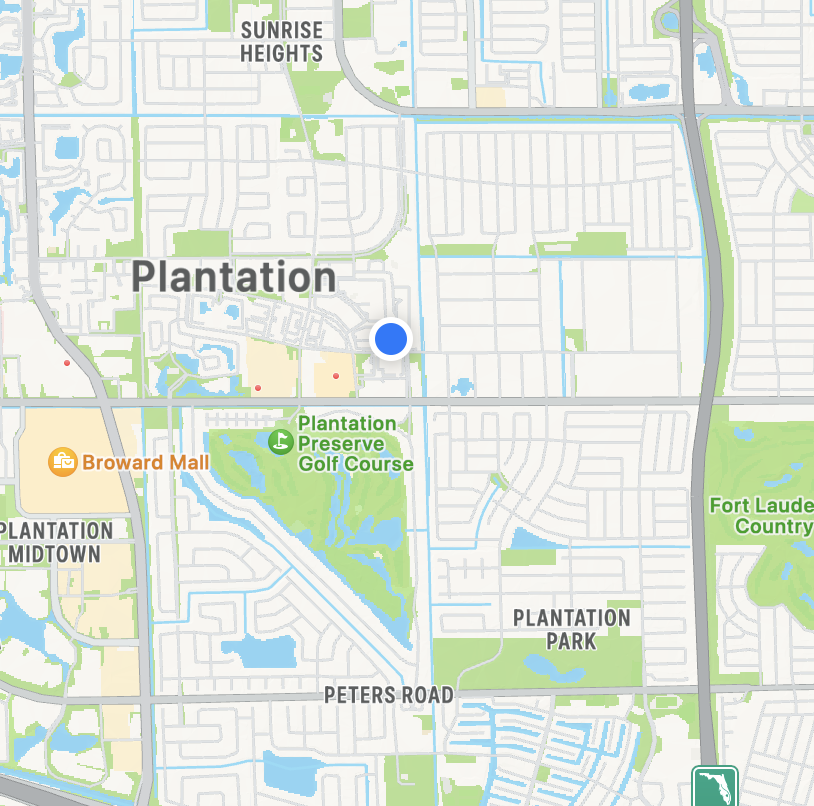 SUNRISE
HEIGHTS
Plantation
Plantation
Preserve
Golf Course
Broward Mall
Fort Laude
Country
PLANTATION
MIDTOWN
PLANTATION
PARK
PETERS ROAD